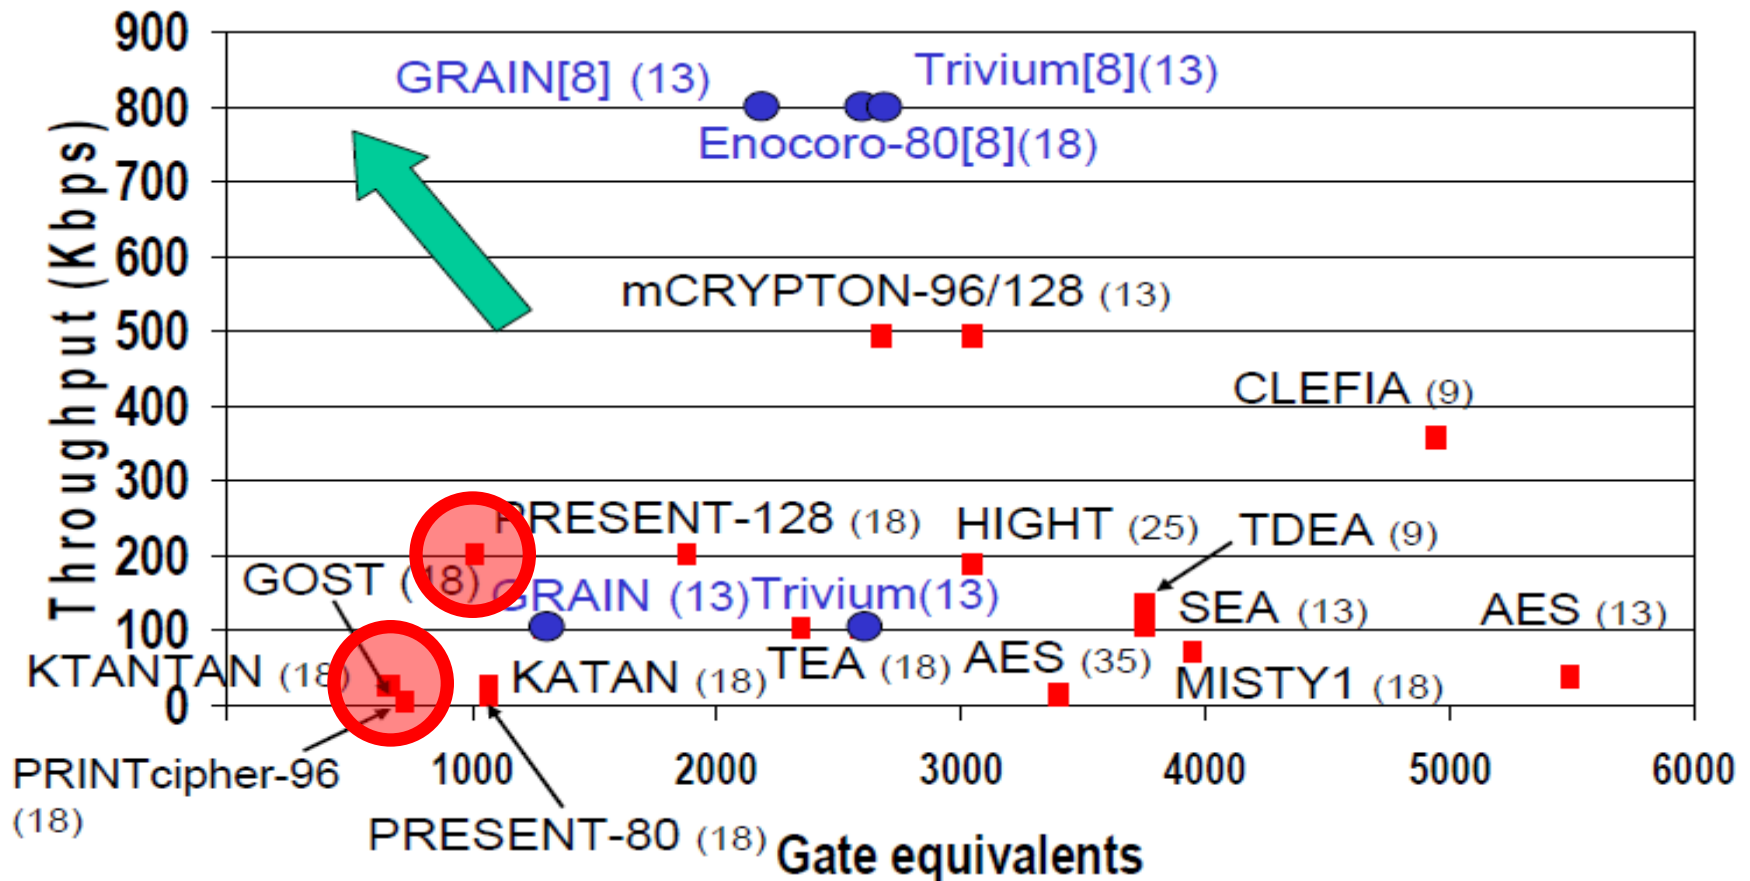 900
GRAIN[8] (13)
Trivium[8](13)
800
Enocoro-80[8](18)
700
600
mCRYPTON-96/128 (13)
500
CLEFIA (9)
400
300
PRESENT-128 (18)
HIGHT (25)
TDEA (9)
200
GOST (18)
GRAIN (13)
Trivium(13)
SEA (13)
AES (13)
100
KTANTAN (18)
KATAN (18)
TEA (18)
AES (35)
MISTY1 (18)
0
Throughput (Kbps)
1000
2000
3000
4000
5000
6000
PRINTcipher-96
(18)
PRESENT-80 (18)
Gate equivalents